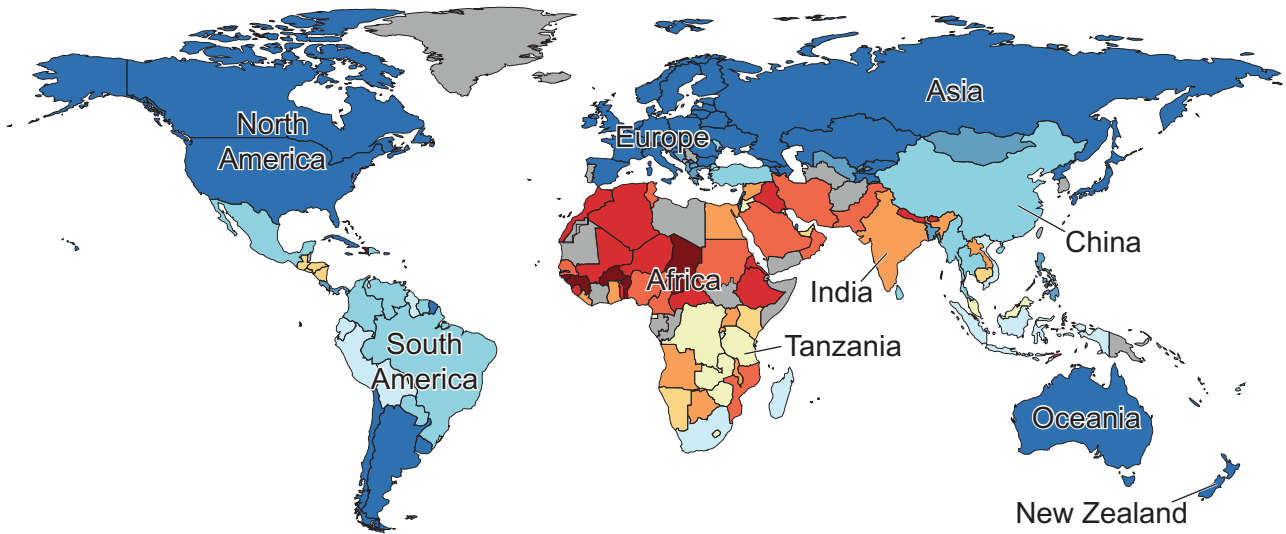 North
America
Europe
Asia
China
Africa
India
Tanzania
South
America
Oceania
New Zealand